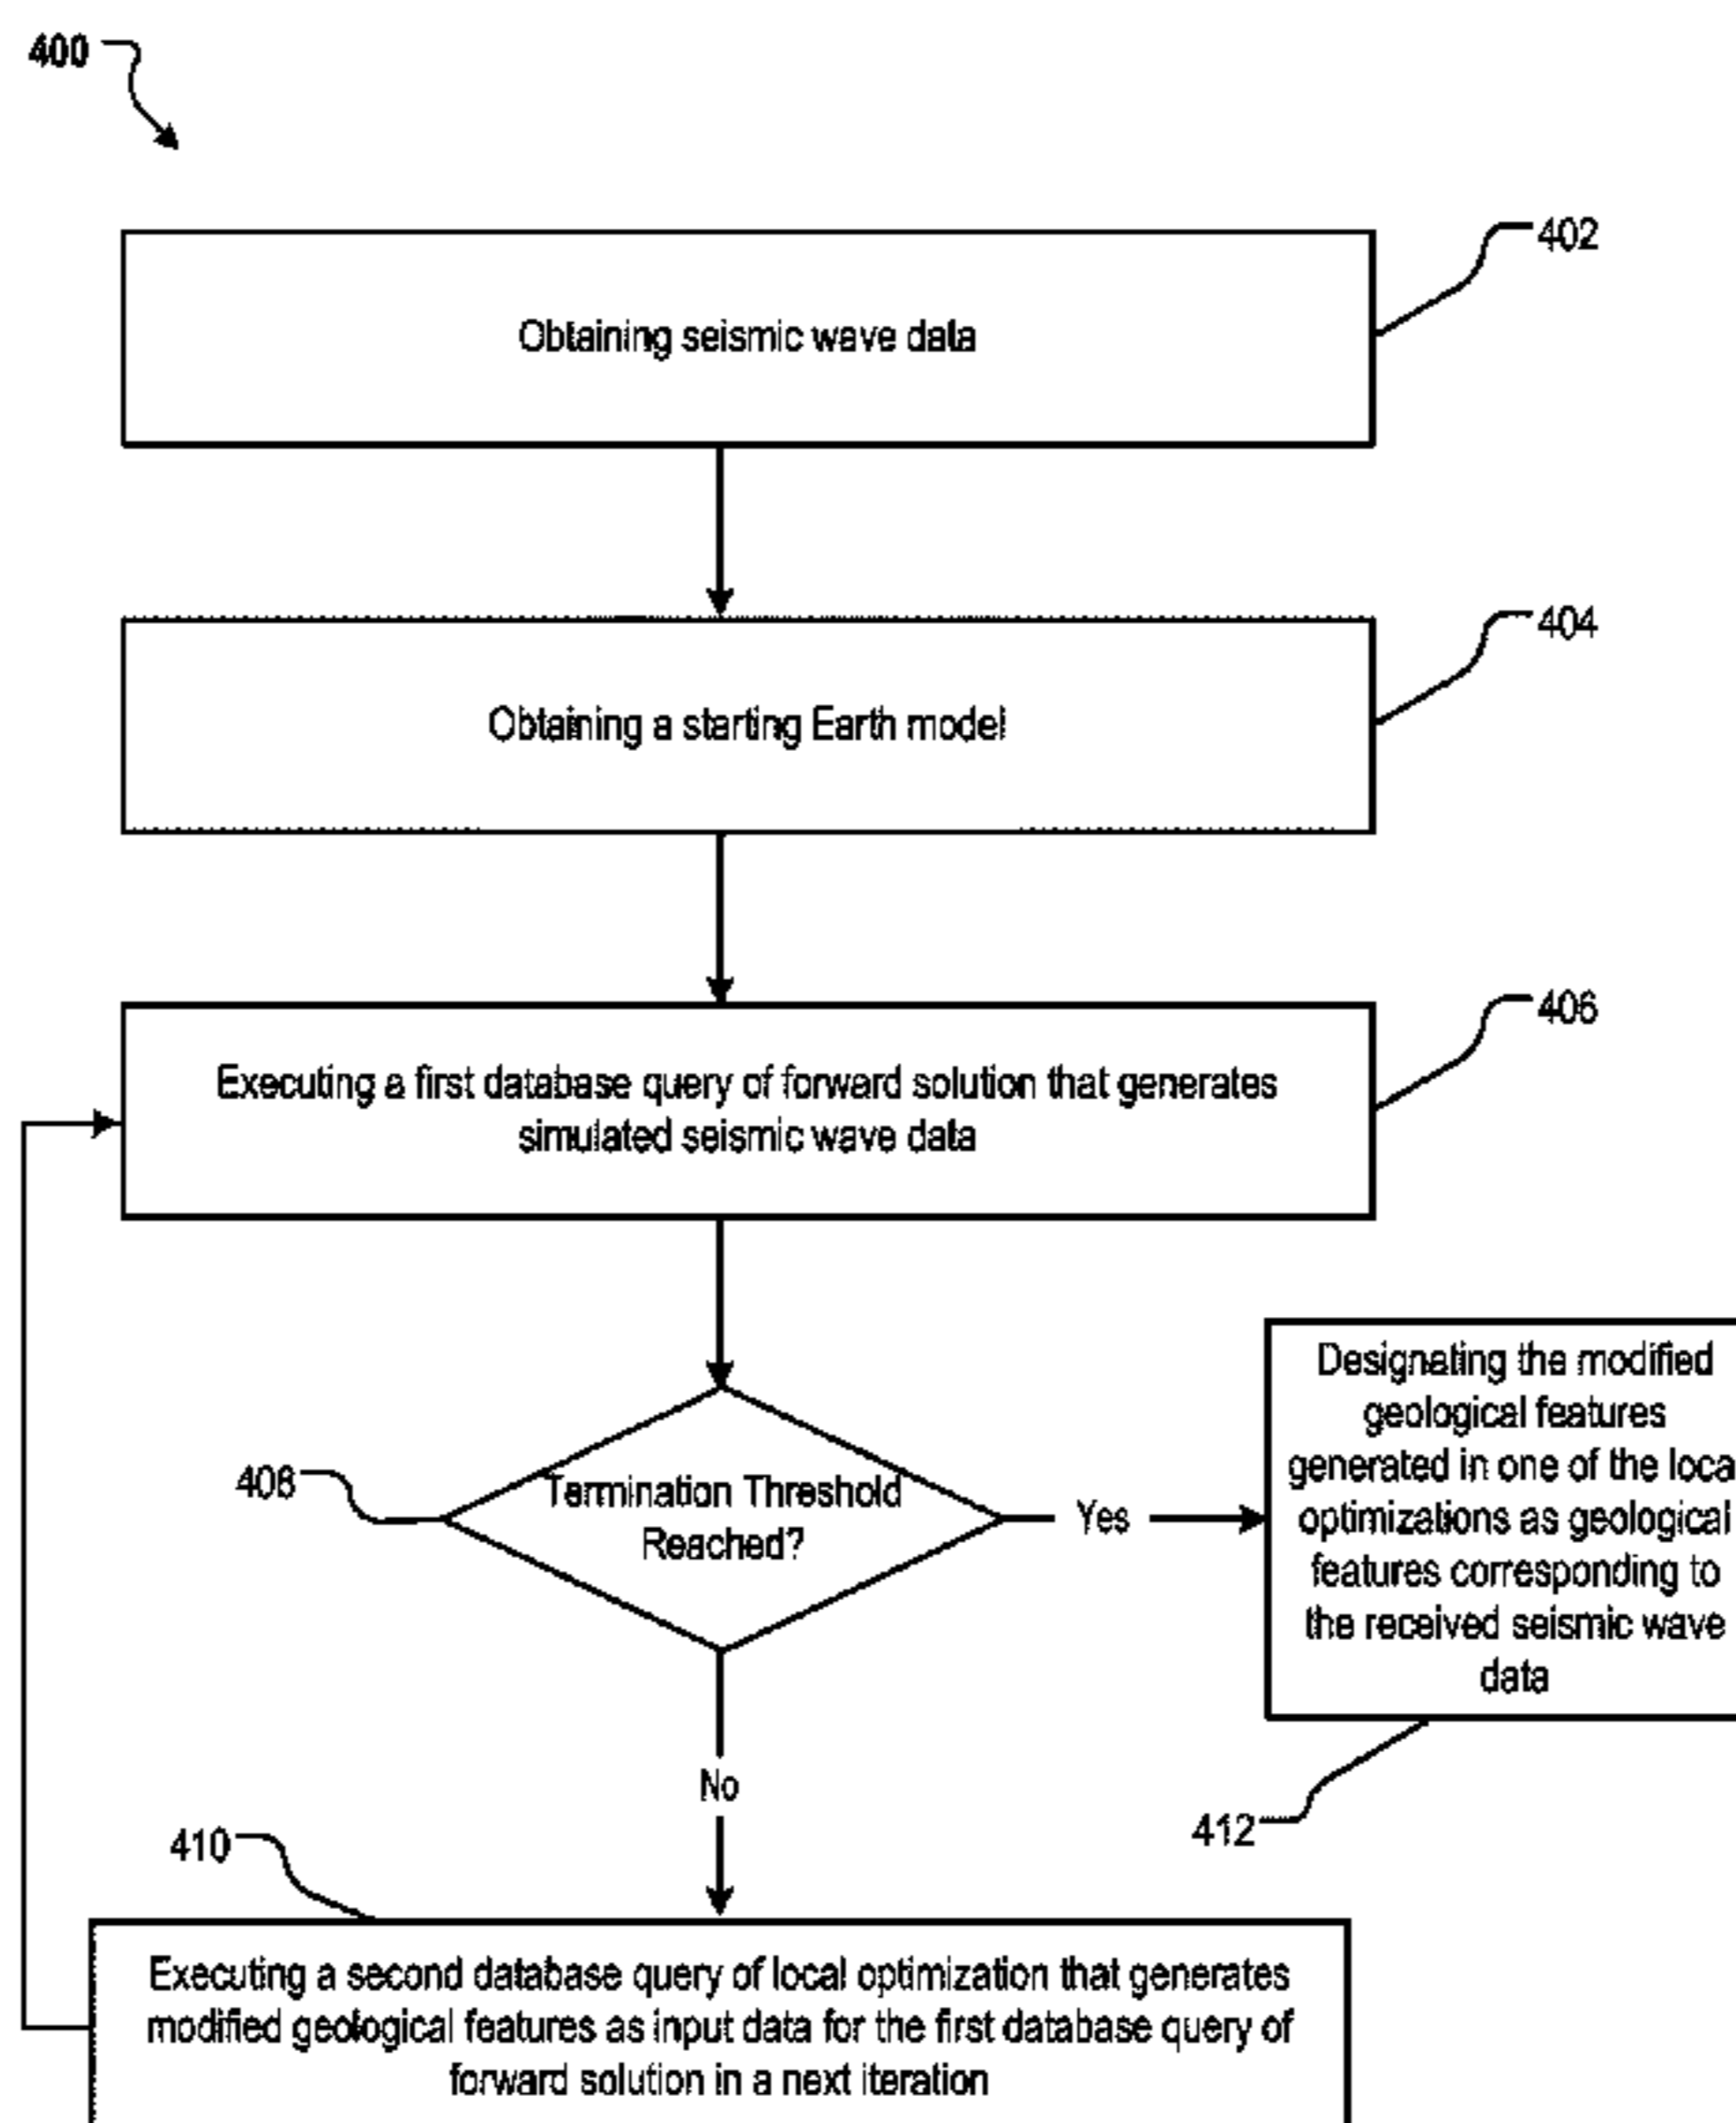 400
402
Obtaining seismic wave data
404
Obtaining a starting Earth model
406
Executing a first database query of forward solution that generates
simulated seismic wave data
408
Termination Threshold
Reached?
Yes
Designating the modified
geological features
generated in one of the local
optimizations as geological
features corresponding to
the received seismic wave
data
No
412
410
Executing a second database query of local optimization that generates
modified geological features as input data for the first database query of
forward solution in a next iteration